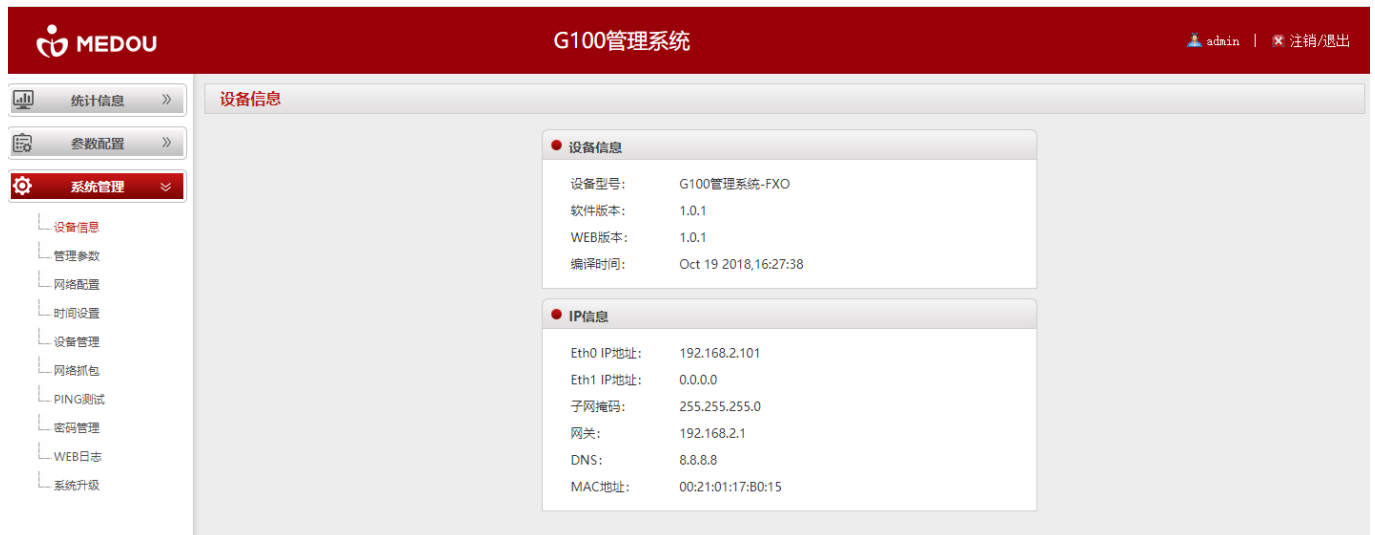 MEDOU
G100管理系统
admin | 注销/退出
统计信息
参数配置
系统管理
设备信息
管理参数
网络配置
时间设置
设备管理
网络抓包
PING测试
密码管理
WEB日志
系统升级
设备信息
设备信息
设备型号: G100管理系统-FXO
软件版本: 1.0.1
WEB版本: 1.0.1
编译时间: Oct 19 2018,16:27:38
IP信息
Eth0 IP地址: 192.168.2.101
Eth1 IP地址: 0.0.0.0
子网掩码: 255.255.255.0
网关: 192.168.2.1
DNS: 8.8.8.8
MAC地址: 00:21:01:17:B0:15